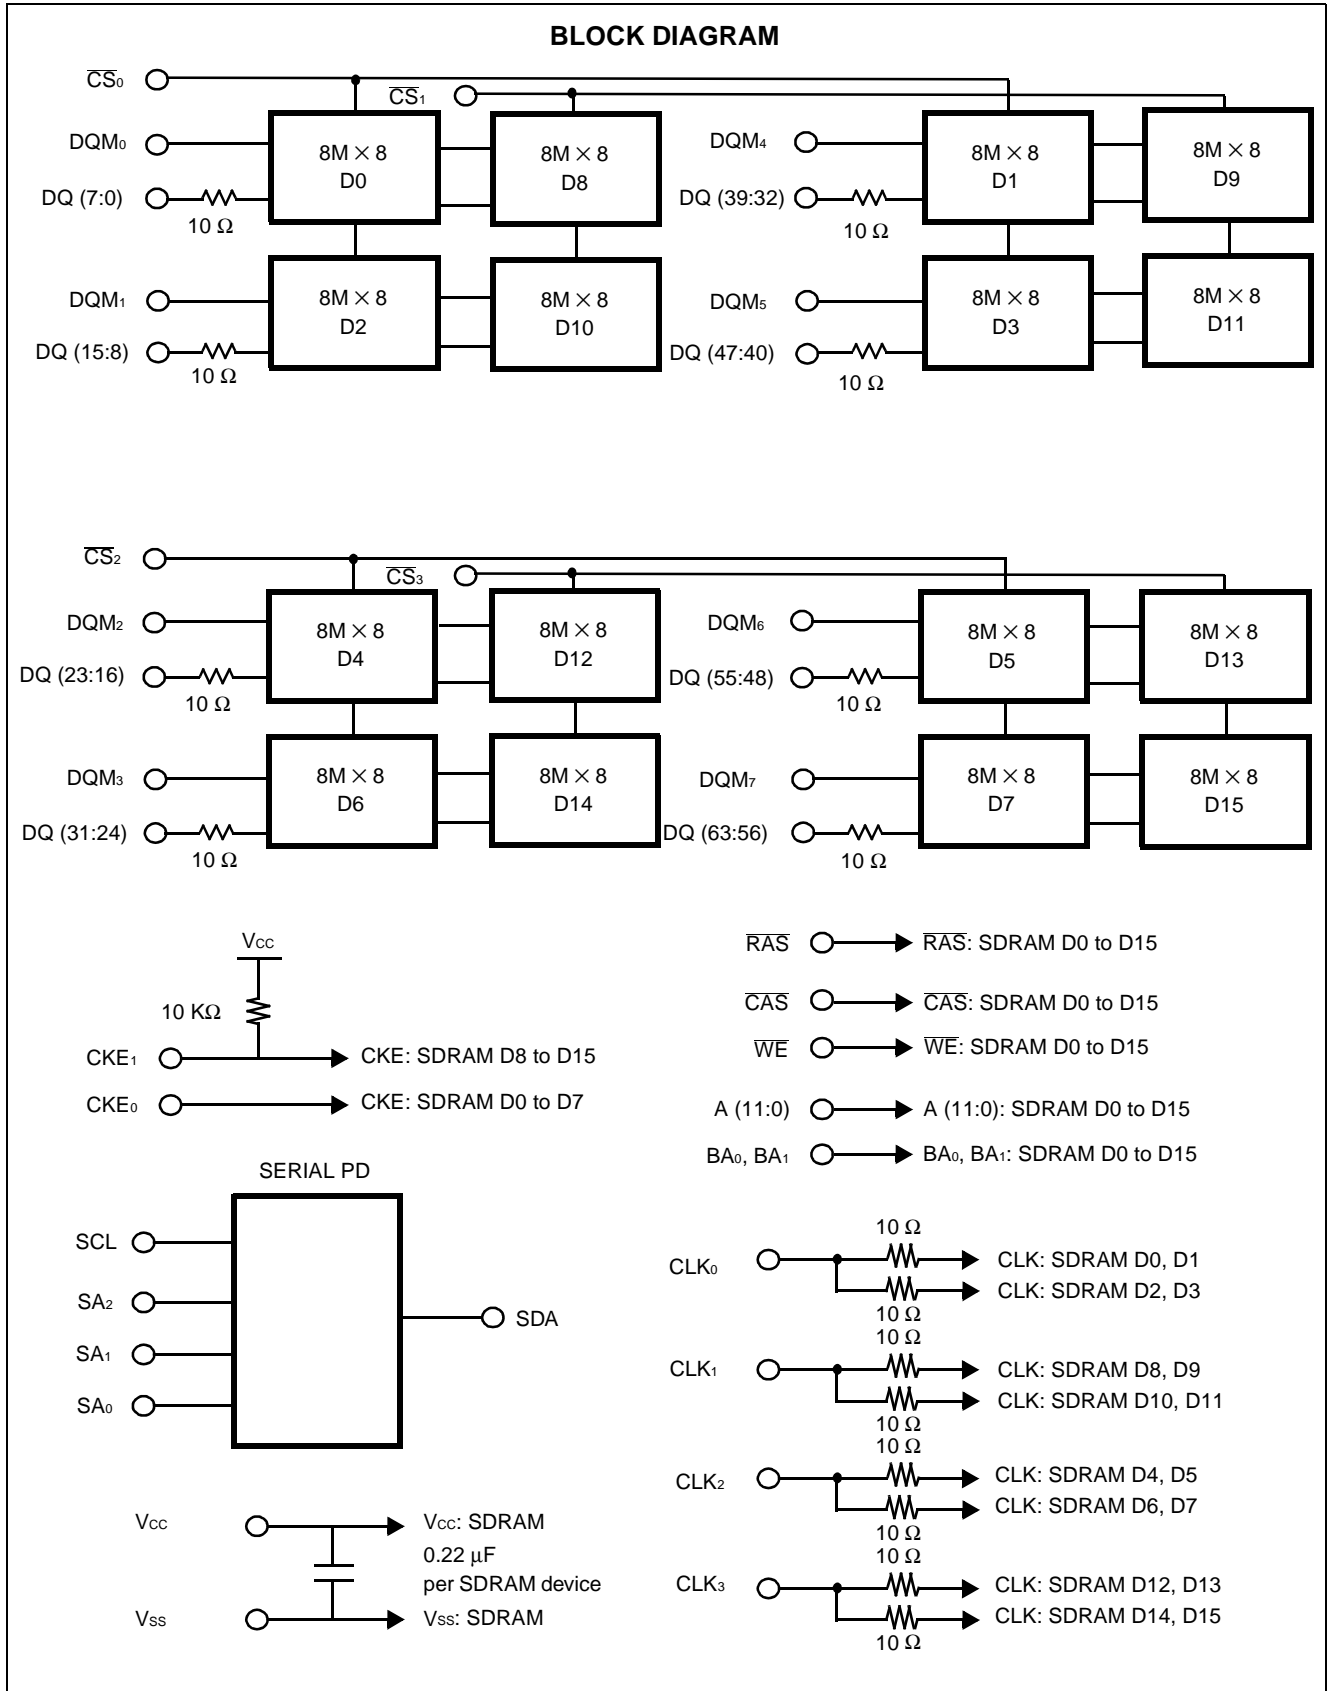 BLOCK DIAGRAM
CS0
CS1
DQM0
8M × 8
D0
8M × 8
D8
DQM4
8M × 8
D1
8M × 8
D9
DQ (7:0)
10 Ω
DQ (39:32)
10 Ω
DQM1
8M × 8
D2
8M × 8
D10
DQM5
8M × 8
D3
8M × 8
D11
DQ (15:8)
10 Ω
DQ (47:40)
10 Ω
CS2
CS3
DQM2
8M × 8
D4
8M × 8
D12
DQM6
8M × 8
D5
8M × 8
D13
DQ (23:16)
10 Ω
DQ (55:48)
10 Ω
DQM3
8M × 8
D6
8M × 8
D14
DQM7
8M × 8
D7
8M × 8
D15
DQ (31:24)
10 Ω
DQ (63:56)
10 Ω
VCC
10 KΩ
CKE1
CKE: SDRAM D8 to D15
CKE0
CKE: SDRAM D0 to D7
RAS
RAS: SDRAM D0 to D15
CAS
CAS: SDRAM D0 to D15
WE
WE: SDRAM D0 to D15
A (11:0)
A (11:0): SDRAM D0 to D15
BA0, BA1
BA0, BA1: SDRAM D0 to D15
SERIAL PD
SCL
SA2
SA1
SA0
SDA
CLK0
10 Ω
CLK: SDRAM D0, D1
CLK: SDRAM D2, D3
10 Ω
CLK1
10 Ω
CLK: SDRAM D8, D9
CLK: SDRAM D10, D11
10 Ω
CLK2
10 Ω
CLK: SDRAM D4, D5
CLK: SDRAM D6, D7
10 Ω
CLK3
10 Ω
CLK: SDRAM D12, D13
CLK: SDRAM D14, D15
10 Ω
VCC
VCC: SDRAM
0.22 μF
per SDRAM device
VSS
VSS: SDRAM